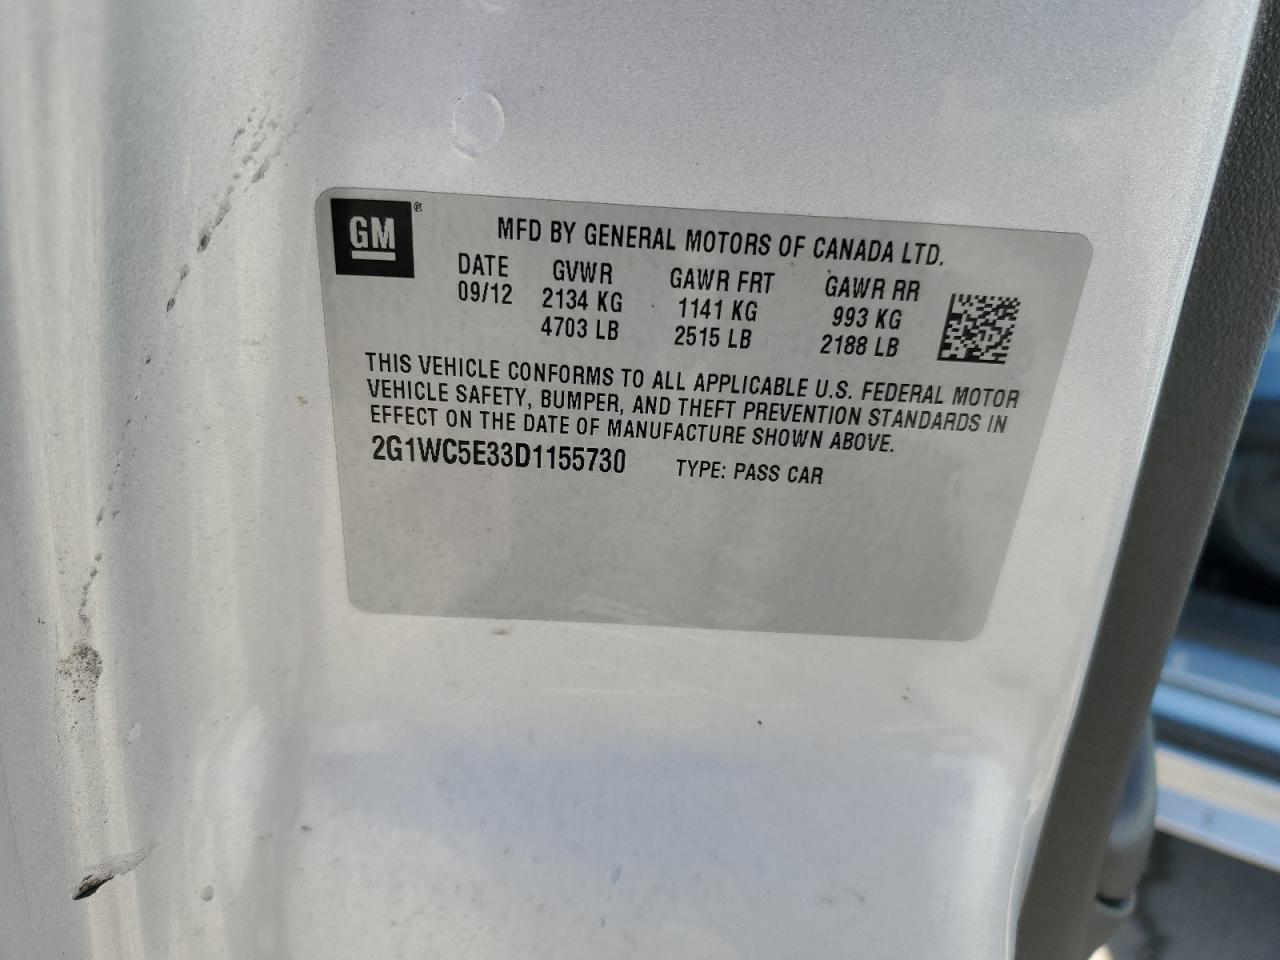 GM ®
MFD BY GENERAL MOTORS OF CANADA LTD.
DATE GVWR GAWR FRT GAWR RR
09/12 2134 KG 1141 KG 993 KG
4703 LB 2515 LB 2188 LB
THIS VEHICLE CONFORMS TO ALL APPLICABLE U.S. FEDERAL MOTOR
VEHICLE SAFETY, BUMPER, AND THEFT PREVENTION STANDARDS IN
EFFECT ON THE DATE OF MANUFACTURE SHOWN ABOVE.
2G1WC5E33D1155730 TYPE: PASS CAR